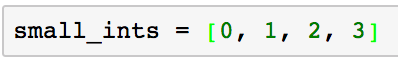 small_ints = [0, 1, 2, 3]